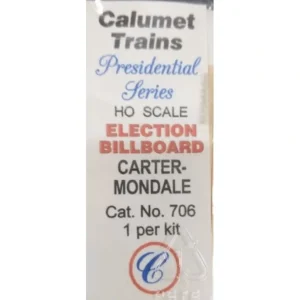 Calumet
Trains
Presidential
Series
HO SCALE
ELECTION
BILLBOARD
CARTER-
MONDALE
Cat. No. 706
1 per kit
C